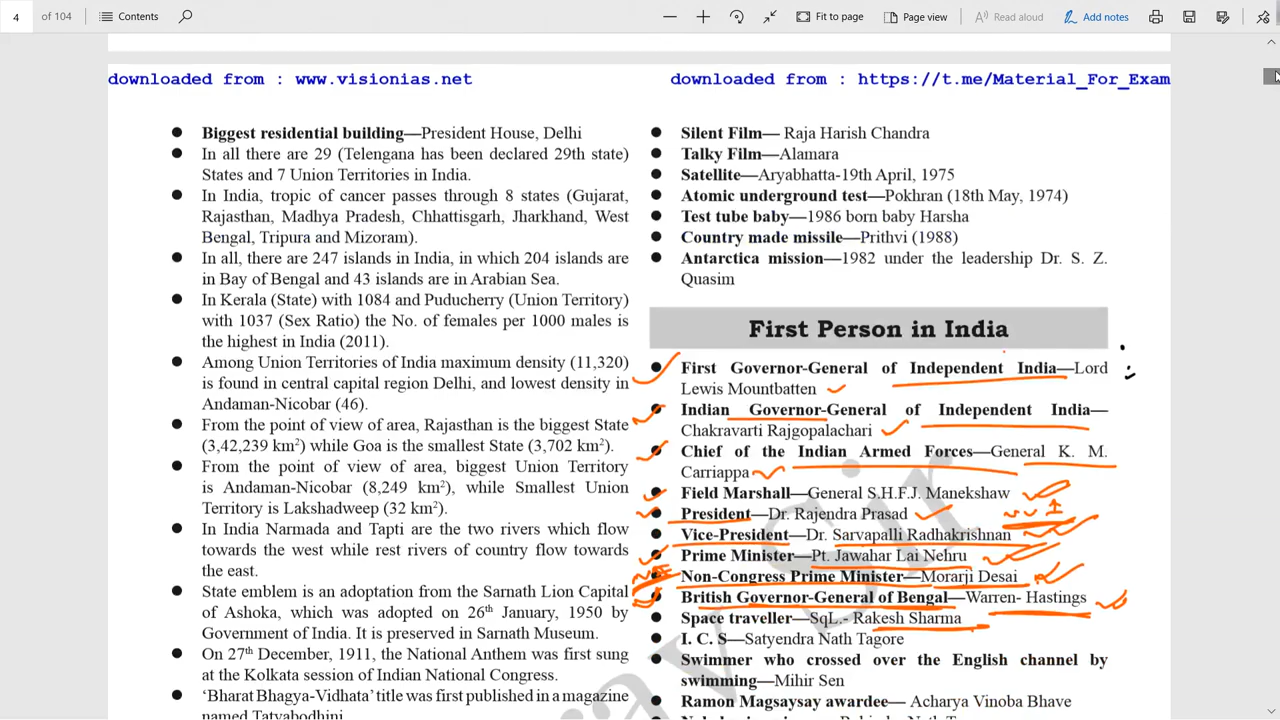 4 of 104 Contents Fit to page Page view Read aloud Add notes
downloaded from : www.visionias.net
downloaded from : https://t.me/Material_For_Exam
● Biggest residential building—President House, Delhi
● In all there are 29 (Telengana has been declared 29th state)
States and 7 Union Territories in India.
● In India, tropic of cancer passes through 8 states (Gujarat,
Rajasthan, Madhya Pradesh, Chhattisgarh, Jharkhand, West
Bengal, Tripura and Mizoram).
● In all, there are 247 islands in India, in which 204 islands are
in Bay of Bengal and 43 islands are in Arabian Sea.
● In Kerala (State) with 1084 and Puducherry (Union Territory)
with 1037 (Sex Ratio) the No. of females per 1000 males is
the highest in India (2011).
● Among Union Territories of India maximum density (11,320)
is found in central capital region Delhi, and lowest density in
Andaman-Nicobar (46).
● From the point of view of area, Rajasthan is the biggest State
(3,42,239 km²) while Goa is the smallest State (3,702 km²).
● From the point of view of area, biggest Union Territory
is Andaman-Nicobar (8,249 km²), while Smallest Union
Territory is Lakshadweep (32 km²).
● In India Narmada and Tapti are the two rivers which flow
towards the west while rest rivers of country flow towards
the east.
● State emblem is an adoptation from the Sarnath Lion Capital
of Ashoka, which was adopted on 26th January, 1950 by
Government of India. It is preserved in Sarnath Museum.
● On 27th December, 1911, the National Anthem was first sung
at the Kolkata session of Indian National Congress.
● 'Bharat Bhagya-Vidhata' title was first published in a magazine
named Tatvabodhini
● Silent Film— Raja Harish Chandra
● Talky Film—Alamara
● Satellite—Aryabhatta-19th April, 1975
● Atomic underground test—Pokhran (18th May, 1974)
● Test tube baby—1986 born baby Harsha
● Country made missile—Prithvi (1988)
● Antarctica mission—1982 under the leadership Dr. S. Z.
Quasim
First Person in India
● First Governor-General of Independent India—Lord
Lewis Mountbatten
● Indian Governor-General of Independent India—
Chakravarti Rajgopalachari
● Chief of the Indian Armed Forces—General K. M.
Carriappa
● Field Marshall—General S.H.F.J. Manekshaw
● President—Dr. Rajendra Prasad
● Vice-President—Dr. Sarvapalli Radhakrishnan
● Prime Minister—Pt. Jawahar Lai Nehru
● Non-Congress Prime Minister—Morarji Desai
● British Governor-General of Bengal—Warren- Hastings
● Space traveller—SqL.- Rakesh Sharma
● I. C. S—Satyendra Nath Tagore
● Swimmer who crossed over the English channel by
swimming—Mihir Sen
● Ramon Magsaysay awardee— Acharya Vinoba Bhave